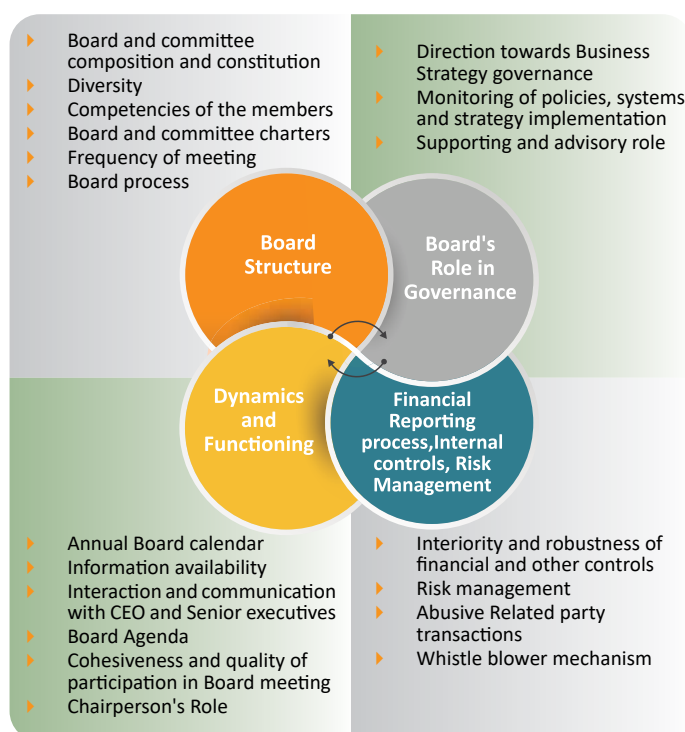 Board and committee
composition and constitution
Diversity
Competencies of the members
Board and committee charters
Frequency of meeting
Board process
Direction towards Business
Strategy governance
Monitoring of policies, systems
and strategy implementation
Supporting and advisory role
Board
Structure
Board's
Role in
Governance
Dynamics
and
Functioning
Financial
Reporting
process,Internal
controls, Risk
Management
Annual Board calendar
Information availability
Interaction and communication
with CEO and Senior executives
Board Agenda
Cohesiveness and quality of
participation in Board meeting
Chairperson's Role
Interiority and robustness of
financial and other controls
Risk management
Abusive Related party
transactions
Whistle blower mechanism